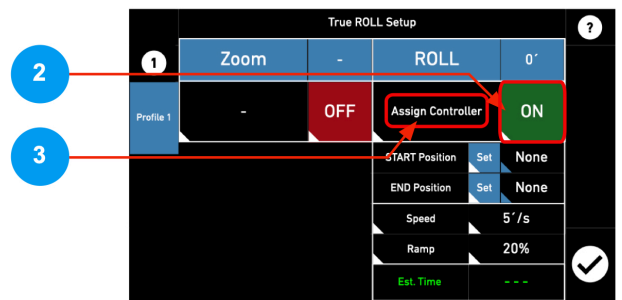 True ROLL Setup
?
1
Zoom - ROLL 0´
2
Profile 1
- OFF Assign Controller ON
3
START Position Set None
END Position Set None
Speed 5´/s
Ramp 20%
Est. Time - - -